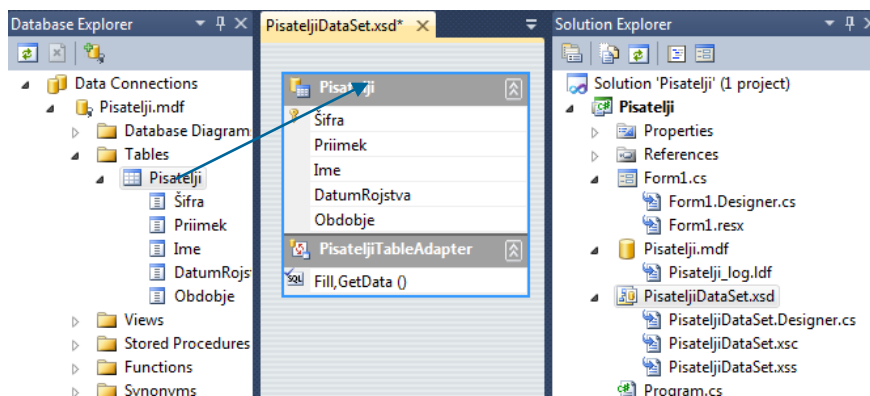 Database Explorer
Data Connections
Pisatelji.mdf
Database Diagram
Tables
Pisatelji
Šifra
Priimek
Ime
DatumRojs
Obdobje
Views
Stored Procedures
Functions
Synonyms
PisateljiDataSet.xsd*
Pisatelji
Šifra
Priimek
Ime
DatumRojstva
Obdobje
PisateljiTableAdapter
SQL Fill,GetData ()
Solution Explorer
Solution 'Pisatelji' (1 project)
Pisatelji
Properties
References
Form1.cs
Form1.Designer.cs
Form1.resx
Pisatelji.mdf
Pisatelji_log.ldf
PisateljiDataSet.xsd
PisateljiDataSet.Designer.cs
PisateljiDataSet.xsc
PisateljiDataSet.xss
Program.cs